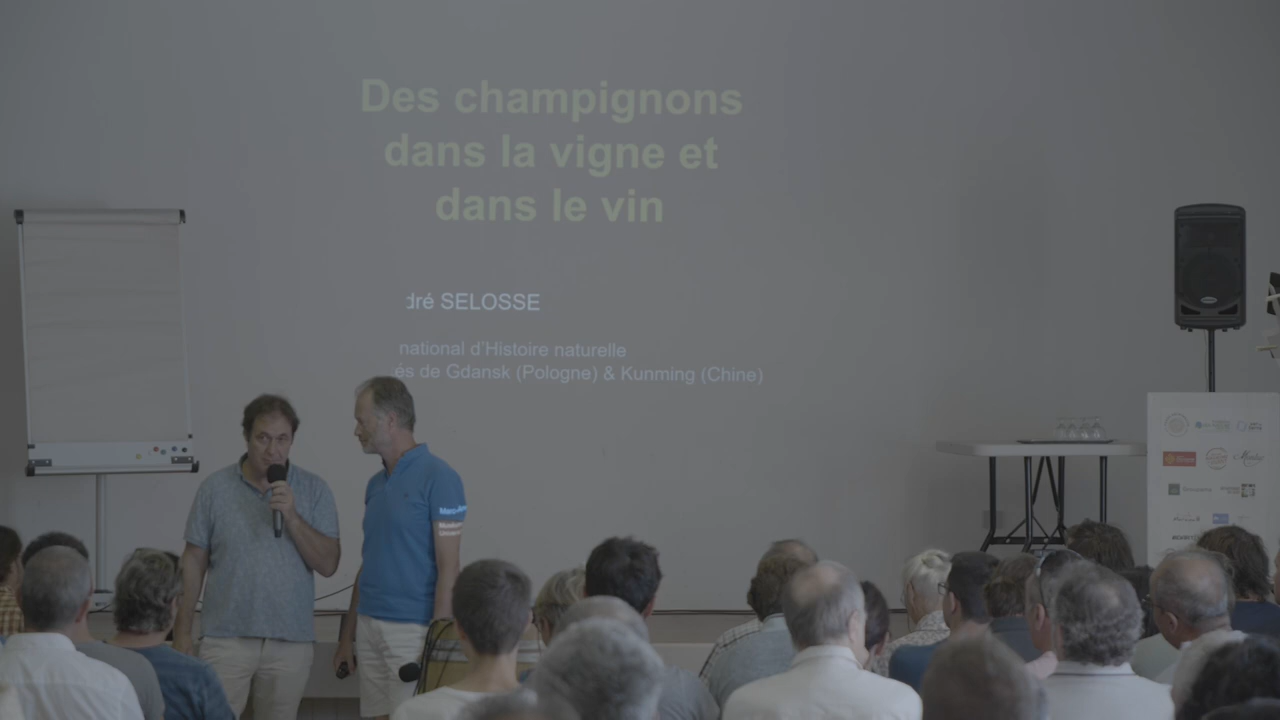 Des champignons
dans la vigne et
dans le vin
dré SELOSSE
national d'Histoire naturelle
és de Gdansk (Pologne) & Kunming (Chine)